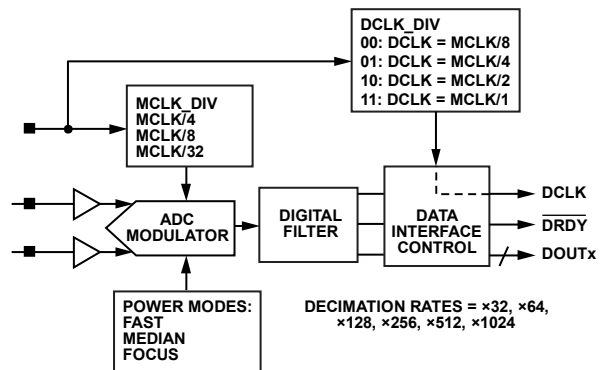 DCLK_DIV
00: DCLK = MCLK/8
01: DCLK = MCLK/4
10: DCLK = MCLK/2
11: DCLK = MCLK/1
MCLK_DIV
MCLK/4
MCLK/8
MCLK/32
ADC
MODULATOR
DIGITAL
FILTER
DATA
INTERFACE
CONTROL
DCLK
DRDY
DOUTx
POWER MODES:
FAST
MEDIAN
FOCUS
DECIMATION RATES = ×32, ×64,
×128, ×256, ×512, ×1024